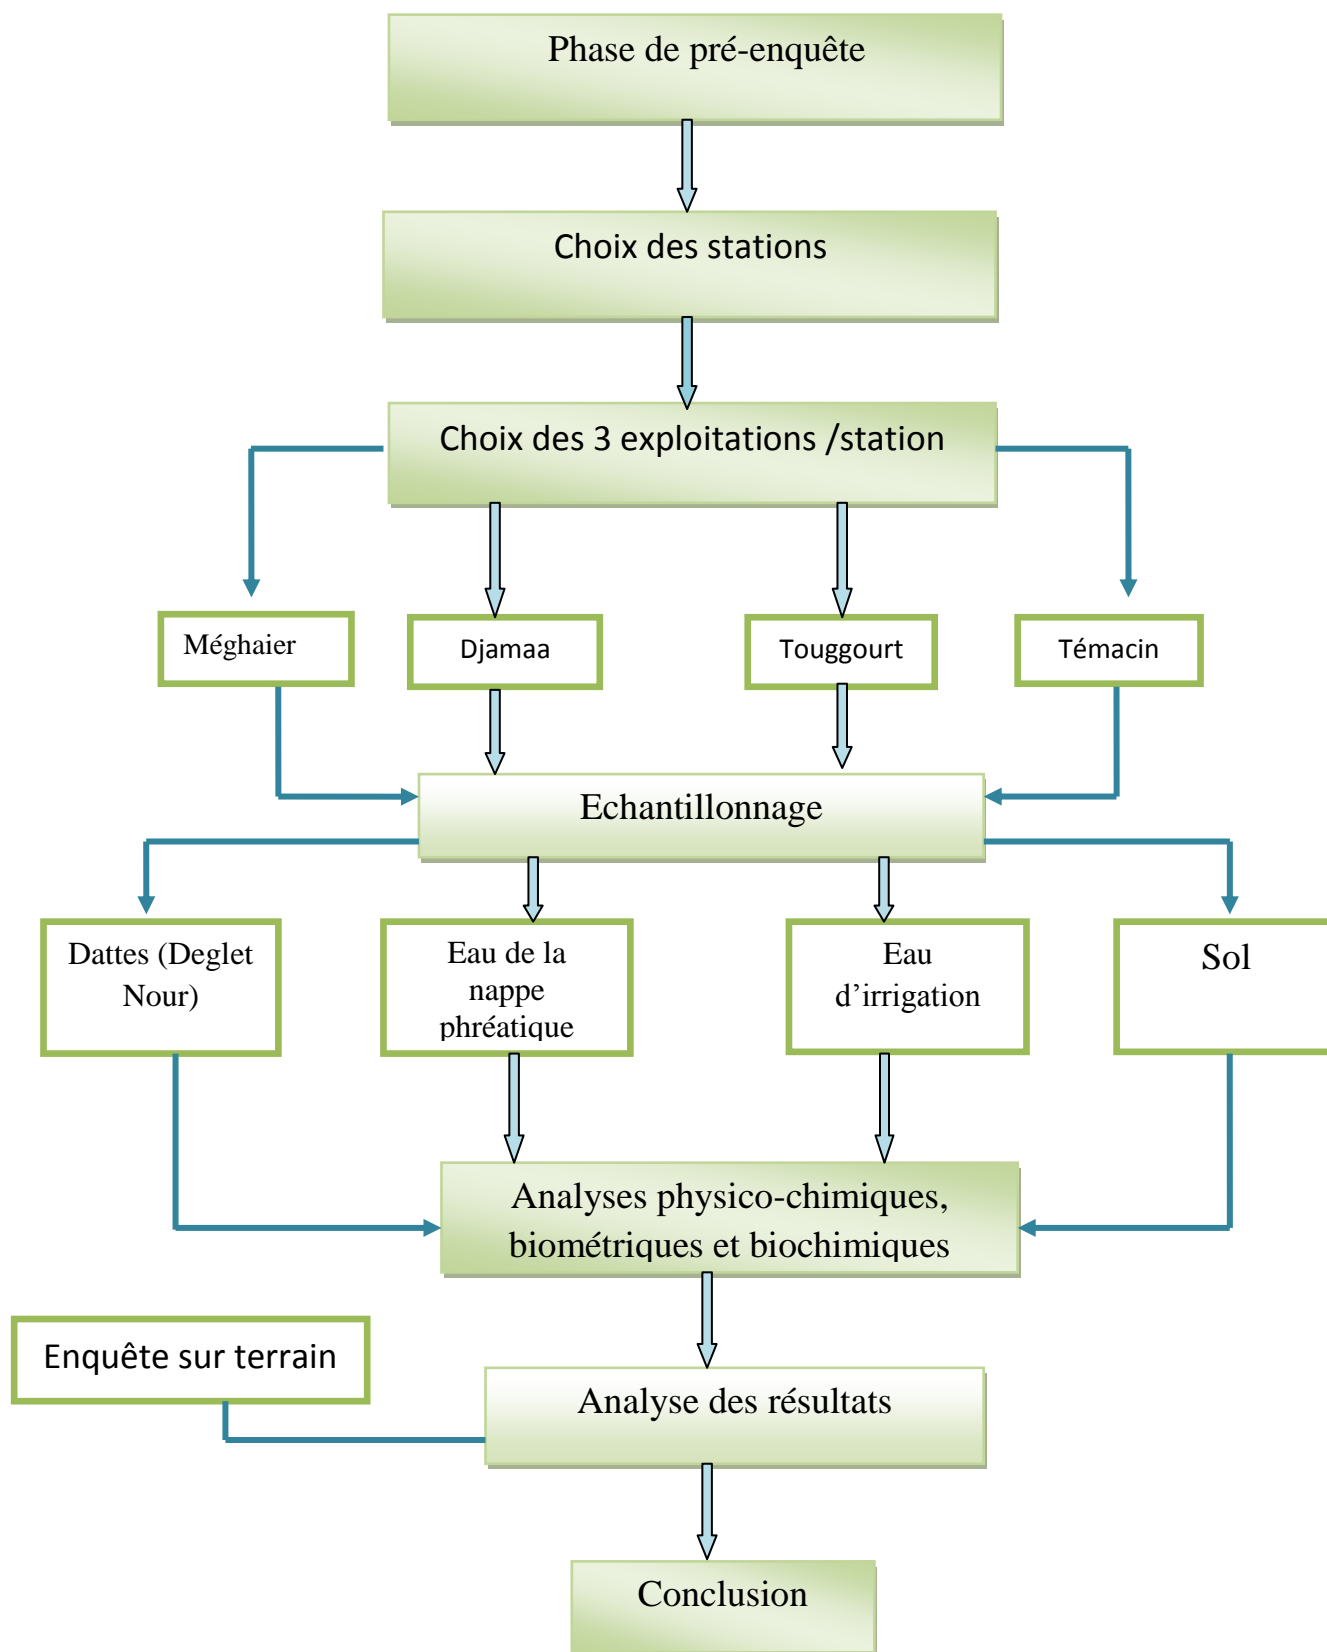 Phase de pré-enquête
Choix des stations
Choix des 3 exploitations /station
Méghaier
Djamaa
Touggourt
Témacin
Echantillonnage
Dattes (Deglet
Nour)
Eau de la
nappe
phréatique
Eau
d’irrigation
Sol
Analyses physico-chimiques,
biométriques et biochimiques
Enquête sur terrain
Analyse des résultats
Conclusion